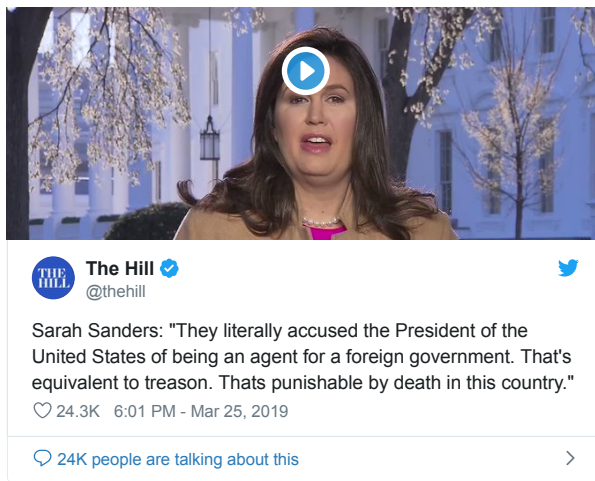 THE
HILL
The Hill
@thehill
Sarah Sanders: "They literally accused the President of the
United States of being an agent for a foreign government. That's
equivalent to treason. Thats punishable by death in this country."
24.3K 6:01 PM - Mar 25, 2019
24K people are talking about this